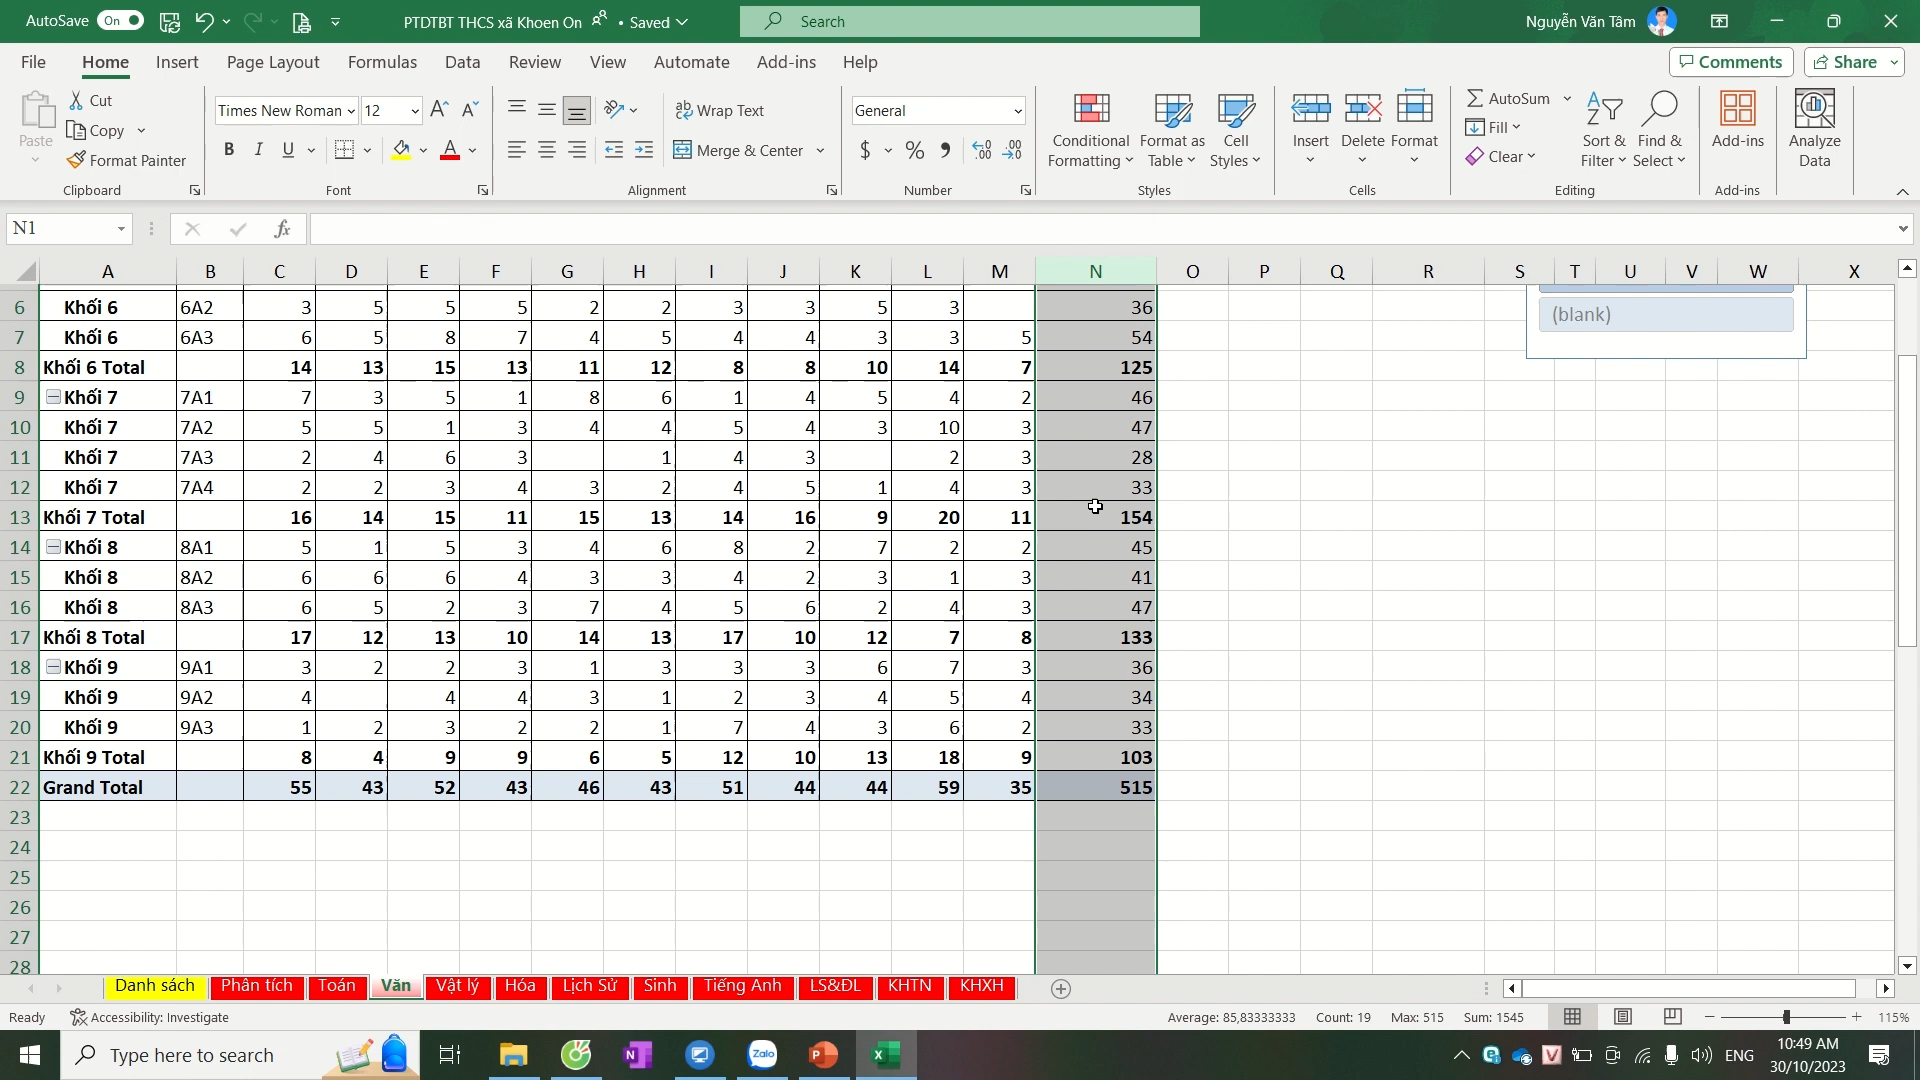 AutoSave On PTDTBT THCS xã Khoen On • Saved Search Nguyễn Văn Tâm
File Home Insert Page Layout Formulas Data Review View Automate Add-ins Help Comments Share
Cut Times New Roman 12 Wrap Text General AutoSum
Copy Fill
Paste Format Painter B I U A Merge & Center $ % Conditional Formatting Format as Table Cell Styles Insert Delete Format Clear Sort & Filter Find & Select Add-ins Analyze Data
Clipboard Font Alignment Number Styles Cells Editing Add-ins
N1 fx
A B C D E F G H I J K L M N O P Q R S T U V W X
6 Khối 6 6A2 3 5 5 5 2 2 3 3 5 3 36 (blank)
7 Khối 6 6A3 6 5 8 7 4 5 4 4 3 3 5 54
8 Khối 6 Total 14 13 15 13 11 12 8 8 10 14 7 125
9 Khối 7 7A1 7 3 5 1 8 6 1 4 5 4 2 46
10 Khối 7 7A2 5 5 1 3 4 4 5 4 3 10 3 47
11 Khối 7 7A3 2 4 6 3 1 4 3 2 3 28
12 Khối 7 7A4 2 2 3 4 3 2 4 5 1 4 3 33
13 Khối 7 Total 16 14 15 11 15 13 14 16 9 20 11 154
14 Khối 8 8A1 5 1 5 3 4 6 8 2 7 2 2 45
15 Khối 8 8A2 6 6 6 4 3 3 4 2 3 1 3 41
16 Khối 8 8A3 6 5 2 3 7 4 5 6 2 4 3 47
17 Khối 8 Total 17 12 13 10 14 13 17 10 12 7 8 133
18 Khối 9 9A1 3 2 2 3 1 3 3 3 6 7 3 36
19 Khối 9 9A2 4 4 4 3 1 2 3 4 5 4 34
20 Khối 9 9A3 1 2 3 2 2 1 7 4 3 6 2 33
21 Khối 9 Total 8 4 9 9 6 5 12 10 13 18 9 103
22 Grand Total 55 43 52 43 46 43 51 44 44 59 35 515
23
24
25
26
27
28
Danh sách Phân tích Toán Văn Vật lý Hóa Lịch Sử Sinh Tiếng Anh LS&ĐL KHTN KHXH
Ready Accessibility: Investigate Average: 85,83333333 Count: 19 Max: 515 Sum: 1545 115%
Type here to search Zalo ENG 10:49 AM
30/10/2023